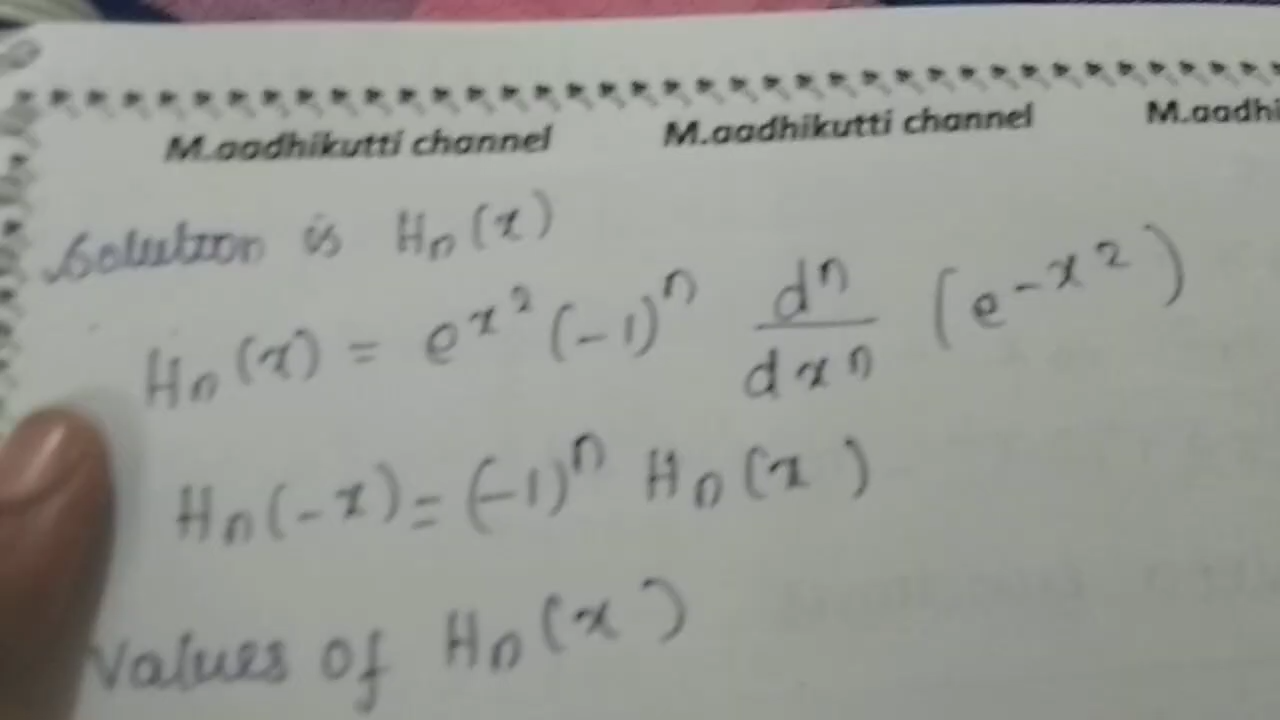 M.aadhikutti channel M.aadhikutti channel M.aadhi
Solution is Hn(x)
Hn(x) = e^x² (-1)^n d^n/dx^n (e^-x²)
Hn(-x) = (-1)^n Hn(x)
Values of Hn(x)